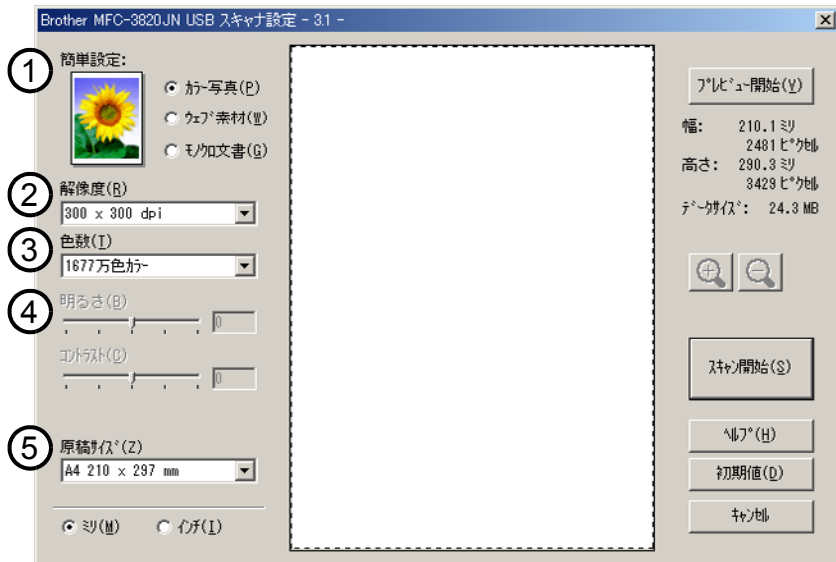 Brother MFC-3820JN USB スキャナ設定 - 3.1 -
① 簡単設定:
カラー写真(P)
ウェブ素材(W)
モノクロ文書(G)
② 解像度(R)
300 x 300 dpi
③ 色数(T)
1677万色カラー
④ 明るさ(B)
0
コントラスト(C)
0
⑤ 原稿サイズ(Z)
A4 210 x 297 mm
ミリ(M) インチ(I)
プレビュー開始(V)
幅: 210.1 ミリ
2481 ピクセル
高さ: 290.3 ミリ
3429 ピクセル
データサイズ: 24.3 MB
スキャン開始(S)
ヘルプ(H)
初期値(D)
キャンセル